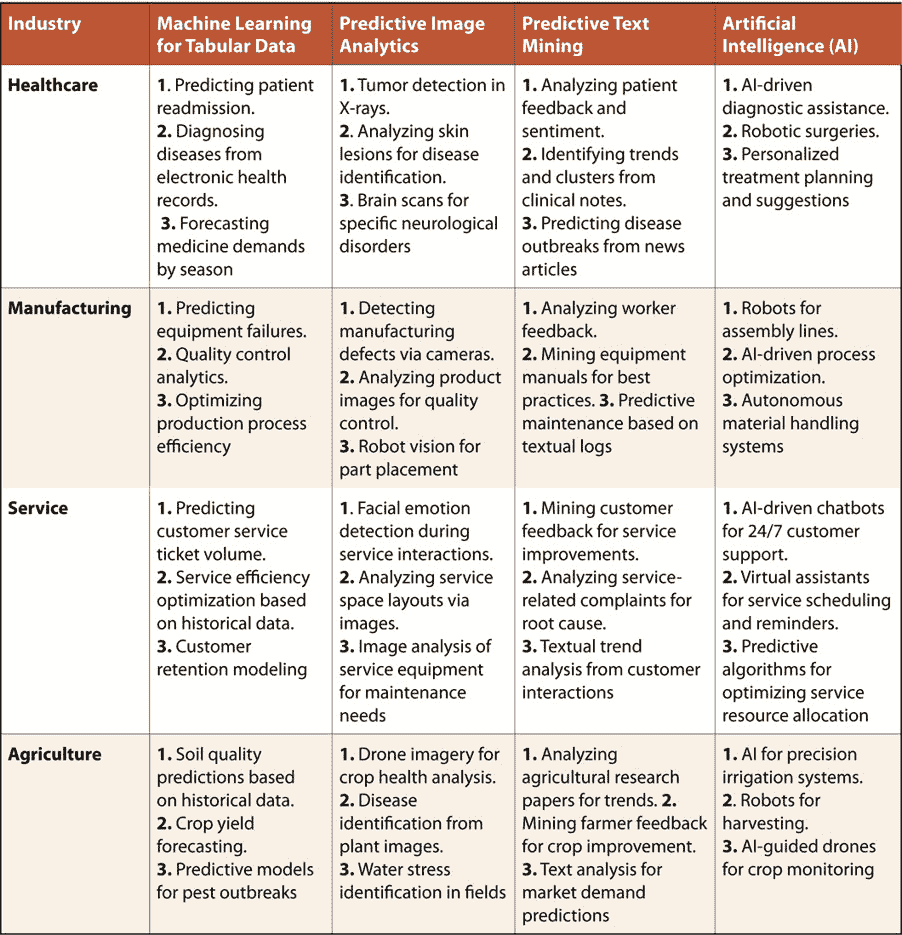 Industry
Machine Learning
for Tabular Data
Predictive Image
Analytics
Predictive Text
Mining
Artificial
Intelligence (AI)
Healthcare
1. Predicting patient
readmission.
2. Diagnosing
diseases from
electronic health
records.
3. Forecasting
medicine demands
by season
1. Tumor detection in
X-rays.
2. Analyzing skin
lesions for disease
identification.
3. Brain scans for
specific neurological
disorders
1. Analyzing patient
feedback and
sentiment.
2. Identifying trends
and clusters from
clinical notes.
3. Predicting disease
outbreaks from news
articles
1. AI-driven
diagnostic assistance.
2. Robotic surgeries.
3. Personalized
treatment planning
and suggestions
Manufacturing
1. Predicting
equipment failures.
2. Quality control
analytics.
3. Optimizing
production process
efficiency
1. Detecting
manufacturing
defects via cameras.
2. Analyzing product
images for quality
control.
3. Robot vision for
part placement
1. Analyzing worker
feedback.
2. Mining equipment
manuals for best
practices. 3. Predictive
maintenance based on
textual logs
1. Robots for
assembly lines.
2. AI-driven process
optimization.
3. Autonomous
material handling
systems
Service
1. Predicting
customer service
ticket volume.
2. Service efficiency
optimization based
on historical data.
3. Customer
retention modeling
1. Facial emotion
detection during
service interactions.
2. Analyzing service
space layouts via
images.
3. Image analysis of
service equipment
for maintenance
needs
1. Mining customer
feedback for service
improvements.
2. Analyzing service-
related complaints for
root cause.
3. Textual trend
analysis from customer
interactions
1. AI-driven chatbots
for 24/7 customer
support.
2. Virtual assistants
for service scheduling
and reminders.
3. Predictive
algorithms for
optimizing service
resource allocation
Agriculture
1. Soil quality
predictions based
on historical data.
2. Crop yield
forecasting.
3. Predictive models
for pest outbreaks
1. Drone imagery for
crop health analysis.
2. Disease
identification from
plant images.
3. Water stress
identification in fields
1. Analyzing
agricultural research
papers for trends. 2.
Mining farmer feedback
for crop improvement.
3. Text analysis for
market demand
predictions
1. AI for precision
irrigation systems.
2. Robots for
harvesting.
3. AI-guided drones
for crop monitoring